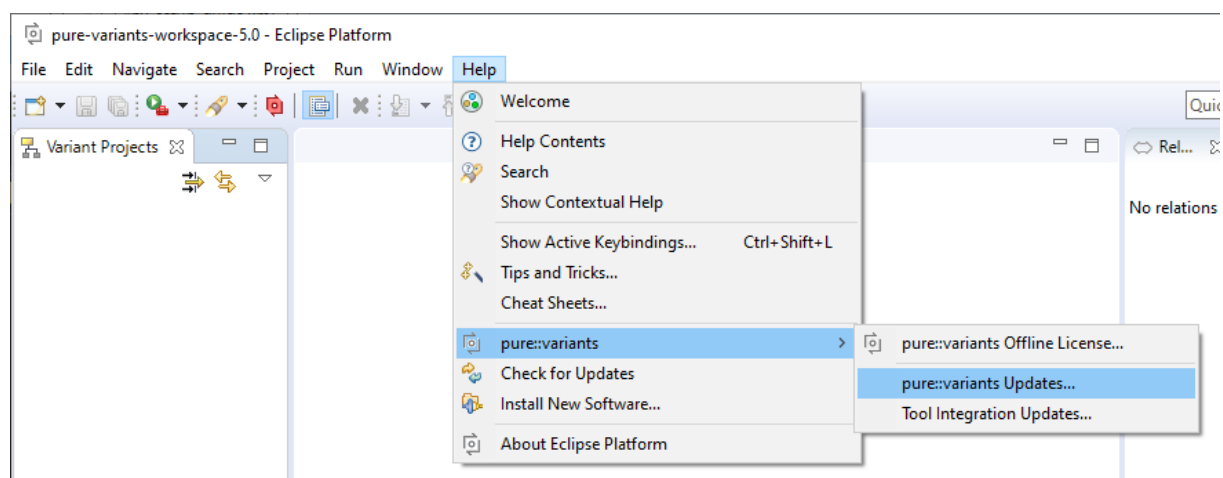 pure-variants-workspace-5.0 - Eclipse Platform
File Edit Navigate Search Project Run Window Help
Welcome
Quic
Variant Projects
Help Contents
Rel...
Search
Show Contextual Help
No relations
Show Active Keybindings... Ctrl+Shift+L
Tips and Tricks...
Cheat Sheets...
pure::variants
pure::variants Offline License...
Check for Updates
pure::variants Updates...
Install New Software...
Tool Integration Updates...
About Eclipse Platform